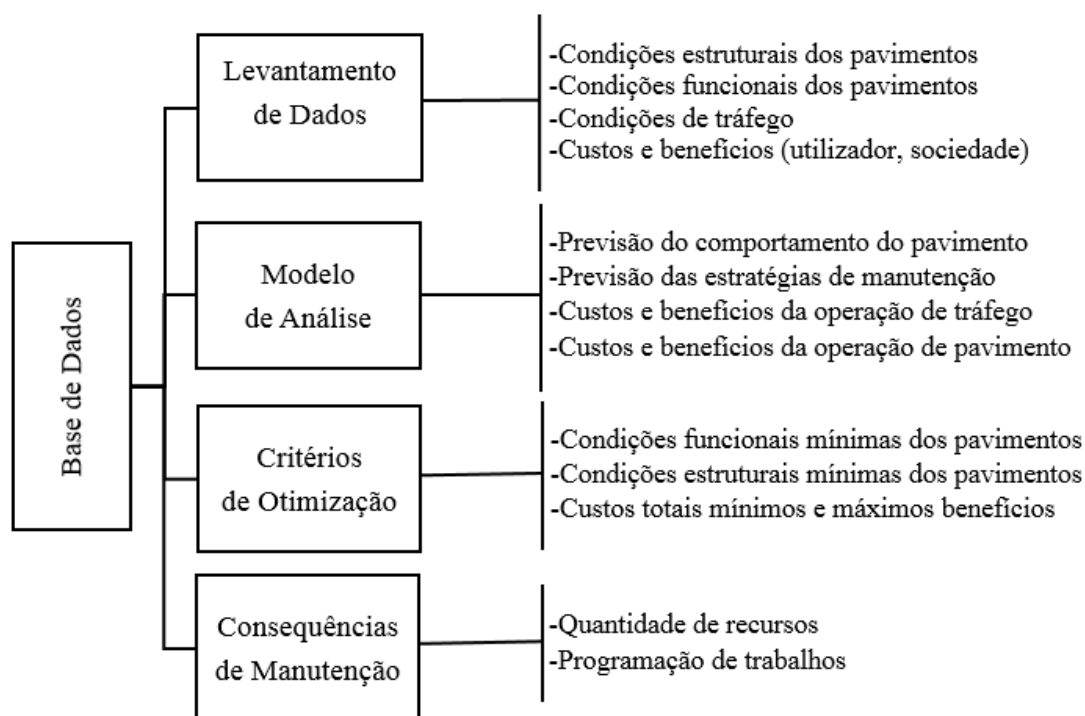 Base de Dados
Levantamento
de Dados
-Condições estruturais dos pavimentos
-Condições funcionais dos pavimentos
-Condições de tráfego
-Custos e benefícios (utilizador, sociedade)
Modelo
de Análise
-Previsão do comportamento do pavimento
-Previsão das estratégias de manutenção
-Custos e benefícios da operação de tráfego
-Custos e benefícios da operação de pavimento
Critérios
de Otimização
-Condições funcionais mínimas dos pavimentos
-Condições estruturais mínimas dos pavimentos
-Custos totais mínimos e máximos benefícios
Consequências
de Manutenção
-Quantidade de recursos
-Programação de trabalhos